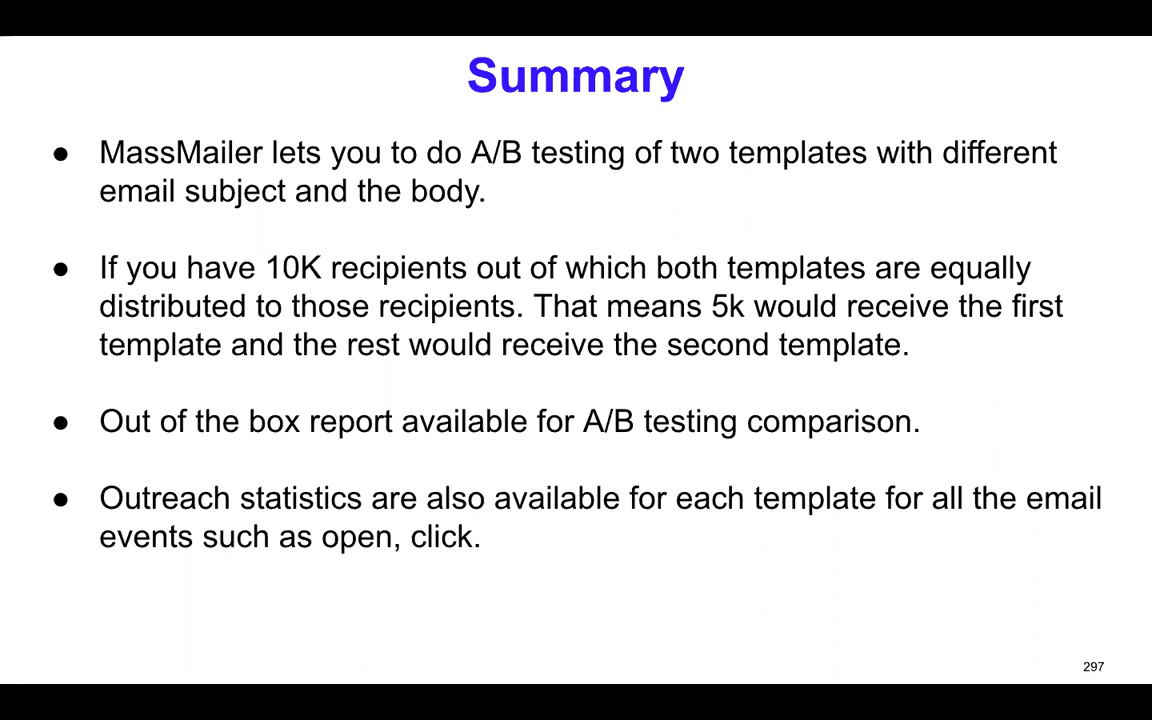 Summary
● MassMailer lets you to do A/B testing of two templates with different
email subject and the body.
● If you have 10K recipients out of which both templates are equally
distributed to those recipients. That means 5k would receive the first
template and the rest would receive the second template.
● Out of the box report available for A/B testing comparison.
● Outreach statistics are also available for each template for all the email
events such as open, click.
297